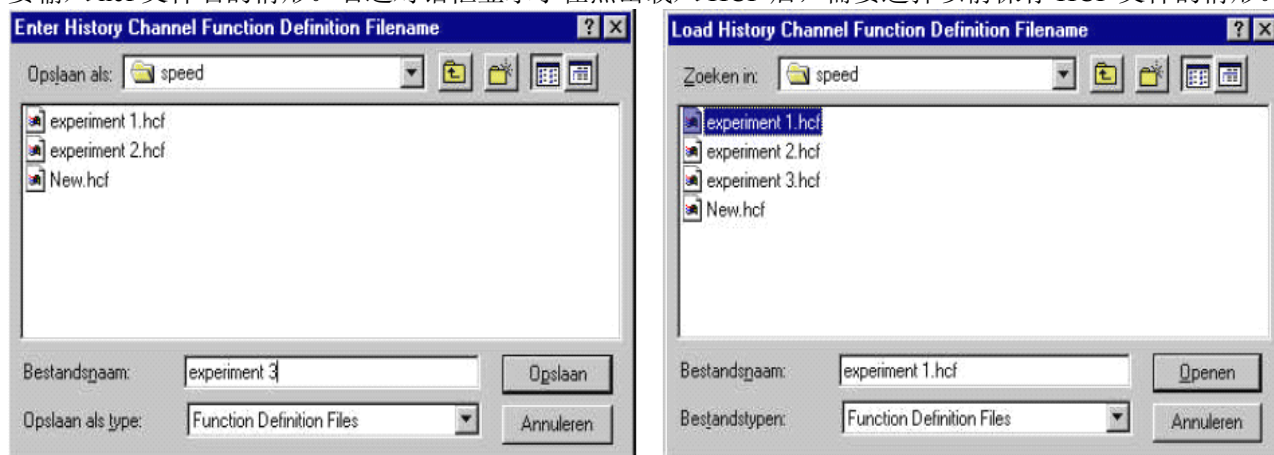 Enter History Channel Function Definition Filename
Opslaan als: speed
experiment 1.hcf
experiment 2.hcf
New.hcf
Bestandsnaam: experiment 3 Opslaan
Opslaan als type: Function Definition Files Annuleren
Load History Channel Function Definition Filename
Zoeken in: speed
experiment 1.hcf
experiment 2.hcf
experiment 3.hcf
New.hcf
Bestandsnaam: experiment 1.hcf Openen
Bestandstypen: Function Definition Files Annuleren